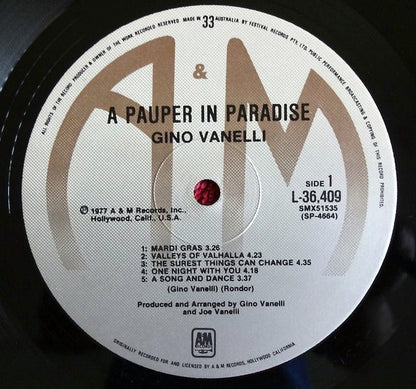 ALL RIGHTS OF THE RECORD PRODUCER & OWNER OF THE WORK RECORDED RESERVED
33
MADE IN AUSTRALIA BY FESTIVAL RECORDS PTY. LTD.
PUBLIC PERFORMANCE BROADCASTING & COPYING OF THIS RECORD PROHIBITED.
A & M
A PAUPER IN PARADISE
GINO VANELLI
SIDE 1
L-36,409
SMX51535
(SP-4664)
℗ 1977 A & M Records, Inc.,
Hollywood, Calif., U.S.A.
1: MARDI GRAS 3.26
2: VALLEYS OF VALHALLA 4.23
3: THE SUREST THINGS CAN CHANGE 4.35
4: ONE NIGHT WITH YOU 4.18
5: A SONG AND DANCE 3.37
(Gino Vanelli) (Rondor)
Produced and Arranged by Gino Vanelli
and Joe Vanelli
A&M
RECORDS
ORIGINALLY RECORDED FOR AND LICENSED BY A & M RECORDS, HOLLYWOOD CALIFORNIA